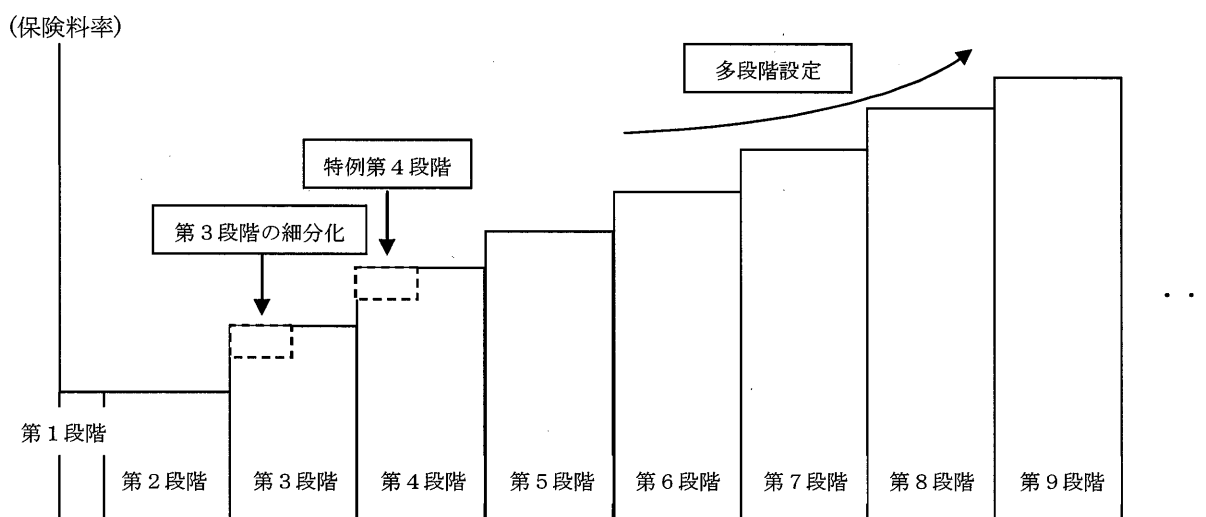 (保険料率)
多段階設定
特例第4段階
第3段階の細分化
・・
第1段階
第2段階
第3段階
第4段階
第5段階
第6段階
第7段階
第8段階
第9段階